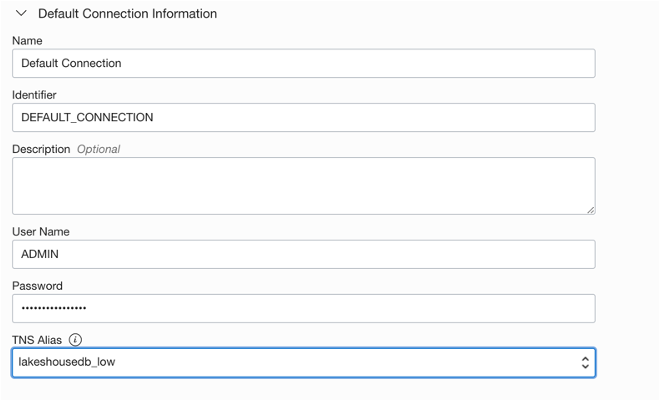 Default Connection Information
Name
Default Connection
Identifier
DEFAULT_CONNECTION
Description Optional
User Name
ADMIN
Password
••••••••••••••••
TNS Alias
lakeshousedb_low